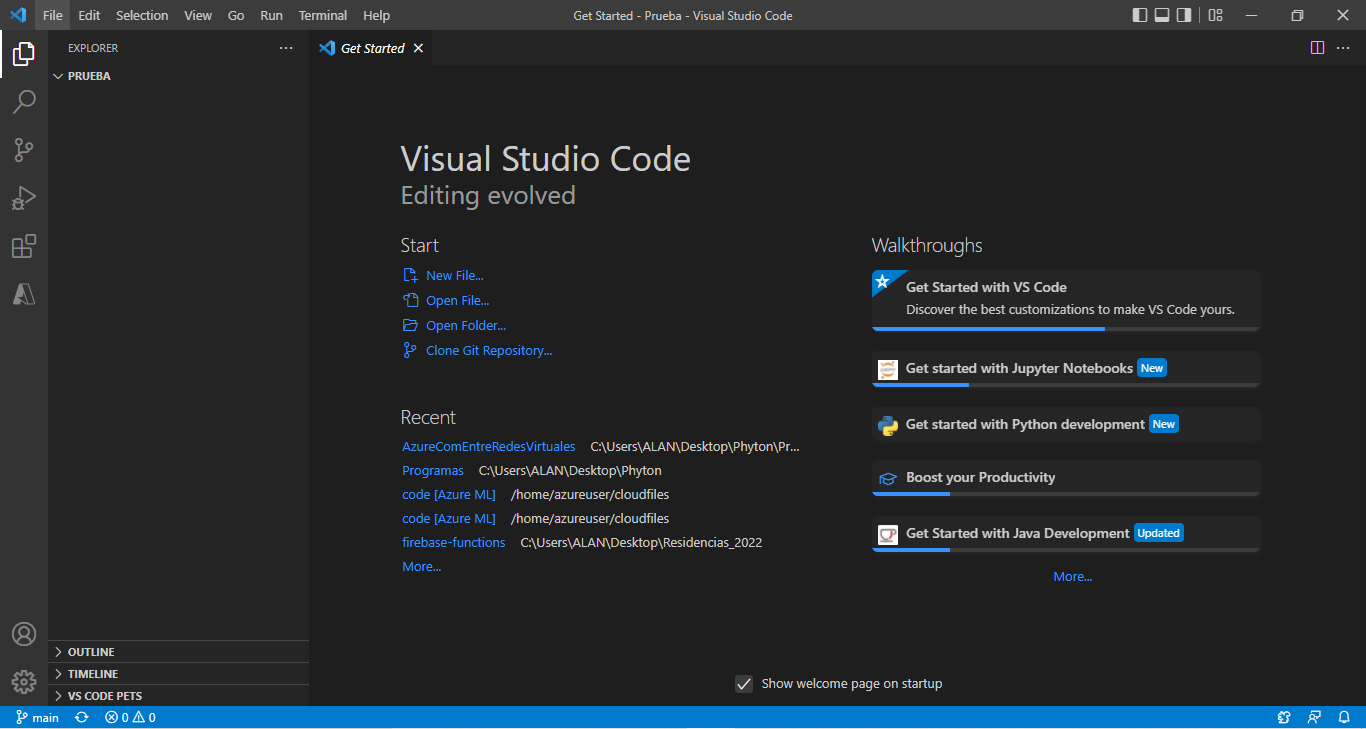 File Edit Selection View Go Run Terminal Help
Get Started - Prueba - Visual Studio Code
EXPLORER
Get Started
PRUEBA
Visual Studio Code
Editing evolved
Start
New File...
Open File...
Open Folder...
Clone Git Repository...
Recent
AzureComEntreRedesVirtuales C:\Users\ALAN\Desktop\Phyton\Pr...
Programas C:\Users\ALAN\Desktop\Phyton
code [Azure ML] /home/azureuser/cloudfiles
code [Azure ML] /home/azureuser/cloudfiles
firebase-functions C:\Users\ALAN\Desktop\Residencias_2022
More...
Walkthroughs
Get Started with VS Code
Discover the best customizations to make VS Code yours.
Get started with Jupyter Notebooks New
Get started with Python development New
Boost your Productivity
Get Started with Java Development Updated
More...
OUTLINE
TIMELINE
VS CODE PETS
Show welcome page on startup
main 0 0